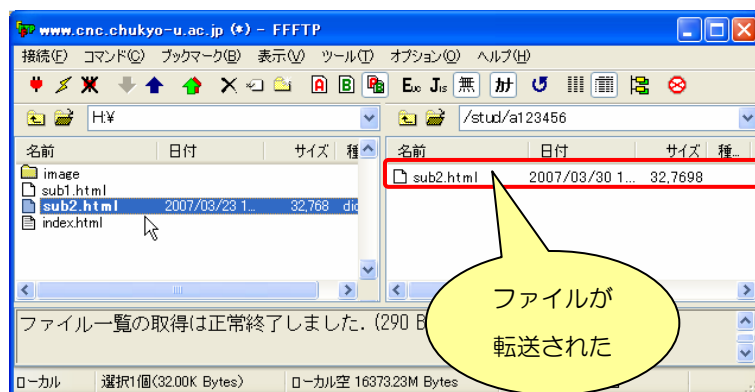 www.cnc.chukyo-u.ac.jp (*) - FFFTP
接続(F) コマンド(C) ブックマーク(B) 表示(V) ツール(T) オプション(O) ヘルプ(H)
A B Euc Jis 無 カナ
H:¥ /stud/a123456
名前 日付 サイズ 種 名前 日付 サイズ 種...
image sub2.html 2007/03/30 1... 32,7698
sub1.html
sub2.html 2007/03/23 1... 32,768
index.html
ファイルが
転送された
ファイル一覧の取得は正常終了しました. (290 B
ローカル 選択1個(32.00K Bytes) ローカル空 16373.23M Bytes